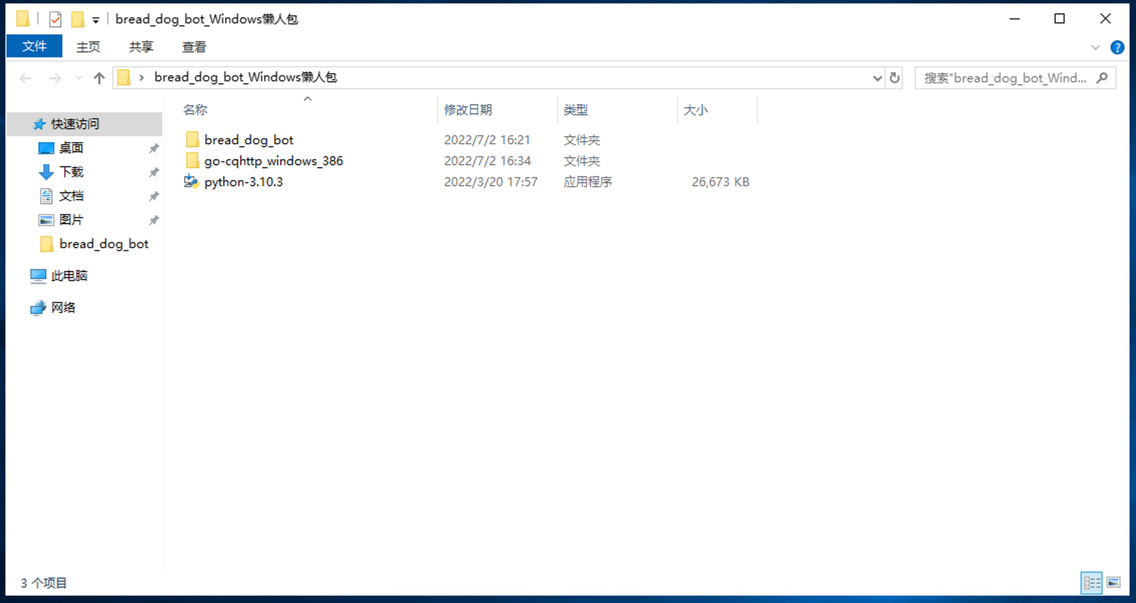 bread_dog_bot_Windows懒人包
文件 主页 共享 查看
bread_dog_bot_Windows懒人包
搜索"bread_dog_bot_Wind...
名称 修改日期 类型 大小
快速访问
桌面
下载
文档
图片
bread_dog_bot
此电脑
网络
bread_dog_bot 2022/7/2 16:21 文件夹
go-cqhttp_windows_386 2022/7/2 16:34 文件夹
python-3.10.3 2022/3/20 17:57 应用程序 26,673 KB
3 个项目